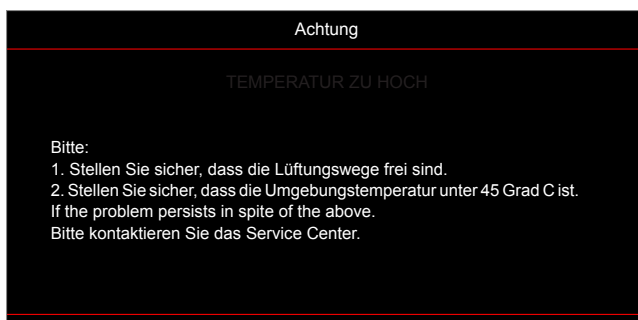 Achtung
TEMPERATUR ZU HOCH
Bitte:
1. Stellen Sie sicher, dass die Lüftungswege frei sind.
2. Stellen Sie sicher, dass die Umgebungstemperatur unter 45 Grad C ist.
If the problem persists in spite of the above.
Bitte kontaktieren Sie das Service Center.